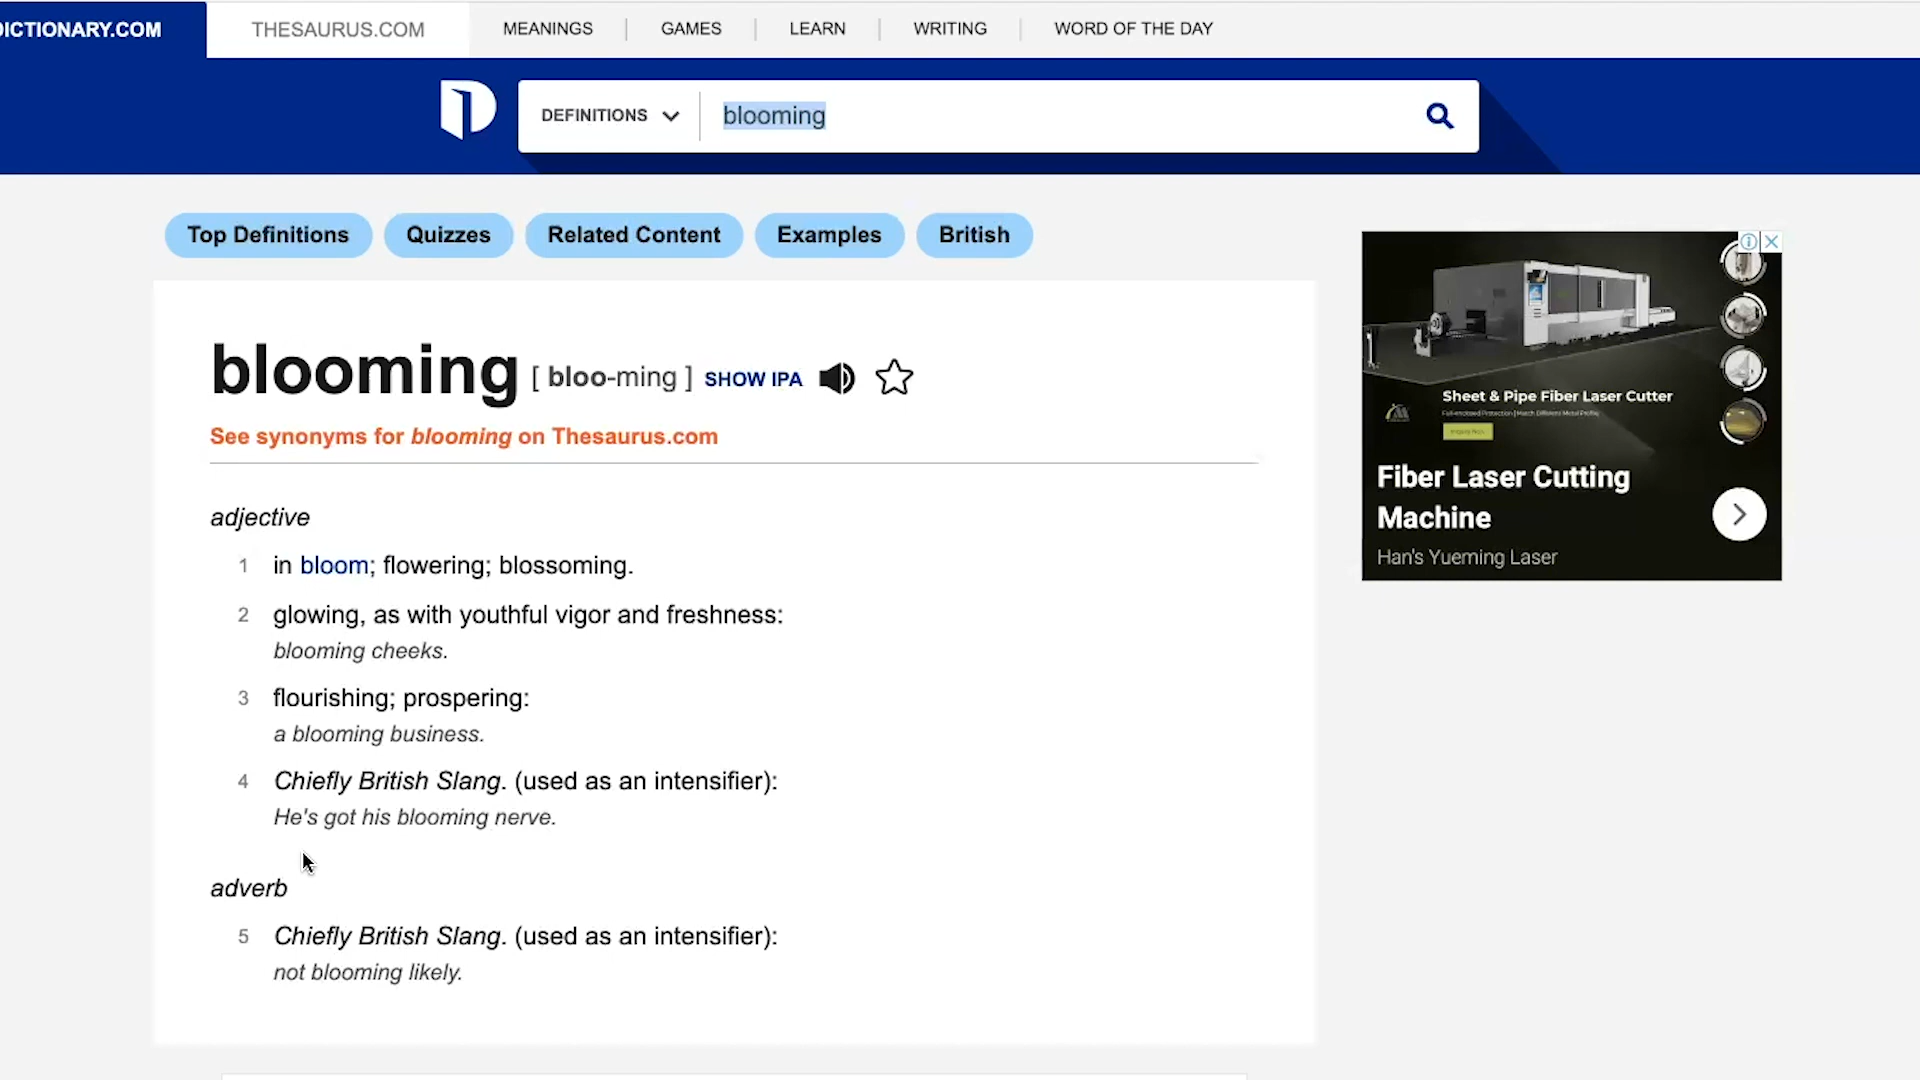 DICTIONARY.COM
THESAURUS.COM
MEANINGS
GAMES
LEARN
WRITING
WORD OF THE DAY
DEFINITIONS
blooming
Top Definitions
Quizzes
Related Content
Examples
British
blooming [ bloo-ming ] SHOW IPA
See synonyms for blooming on Thesaurus.com
adjective
1 in bloom; flowering; blossoming.
2 glowing, as with youthful vigor and freshness:
blooming cheeks.
3 flourishing; prospering:
a blooming business.
4 Chiefly British Slang. (used as an intensifier):
He's got his blooming nerve.
adverb
5 Chiefly British Slang. (used as an intensifier):
not blooming likely.
Sheet & Pipe Fiber Laser Cutter
Fiber Laser Cutting
Machine
Han's Yueming Laser